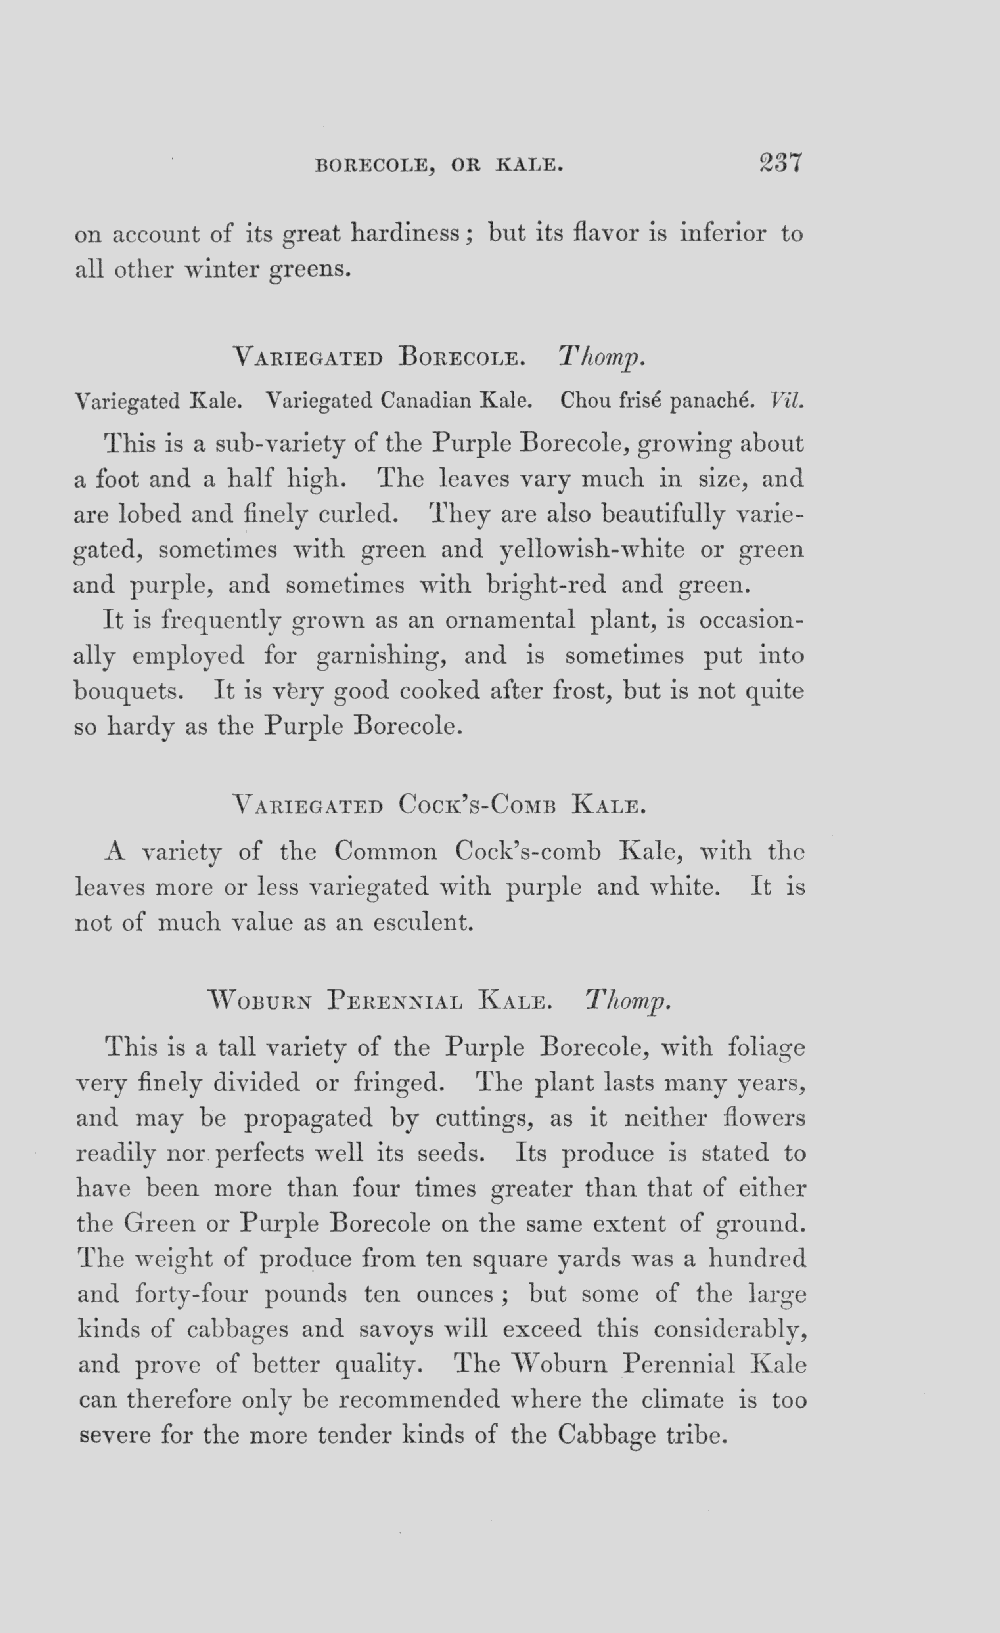 BORECOLE, OR KALE. 237
on account of its great hardiness; but its flavor is inferior to
all other winter greens.
VARIEGATED BORECOLE. Thomp.
Variegated Kale. Variegated Canadian Kale. Chou frisé panaché. Vil.
This is a sub-variety of the Purple Borecole, growing about
a foot and a half high. The leaves vary much in size, and
are lobed and finely curled. They are also beautifully varie-
gated, sometimes with green and yellowish-white or green
and purple, and sometimes with bright-red and green.
It is frequently grown as an ornamental plant, is occasion-
ally employed for garnishing, and is sometimes put into
bouquets. It is very good cooked after frost, but is not quite
so hardy as the Purple Borecole.
VARIEGATED COCK'S-COMB KALE.
A variety of the Common Cock's-comb Kale, with the
leaves more or less variegated with purple and white. It is
not of much value as an esculent.
WOBURN PERENNIAL KALE. Thomp.
This is a tall variety of the Purple Borecole, with foliage
very finely divided or fringed. The plant lasts many years,
and may be propagated by cuttings, as it neither flowers
readily nor perfects well its seeds. Its produce is stated to
have been more than four times greater than that of either
the Green or Purple Borecole on the same extent of ground.
The weight of produce from ten square yards was a hundred
and forty-four pounds ten ounces; but some of the large
kinds of cabbages and savoys will exceed this considerably,
and prove of better quality. The Woburn Perennial Kale
can therefore only be recommended where the climate is too
severe for the more tender kinds of the Cabbage tribe.